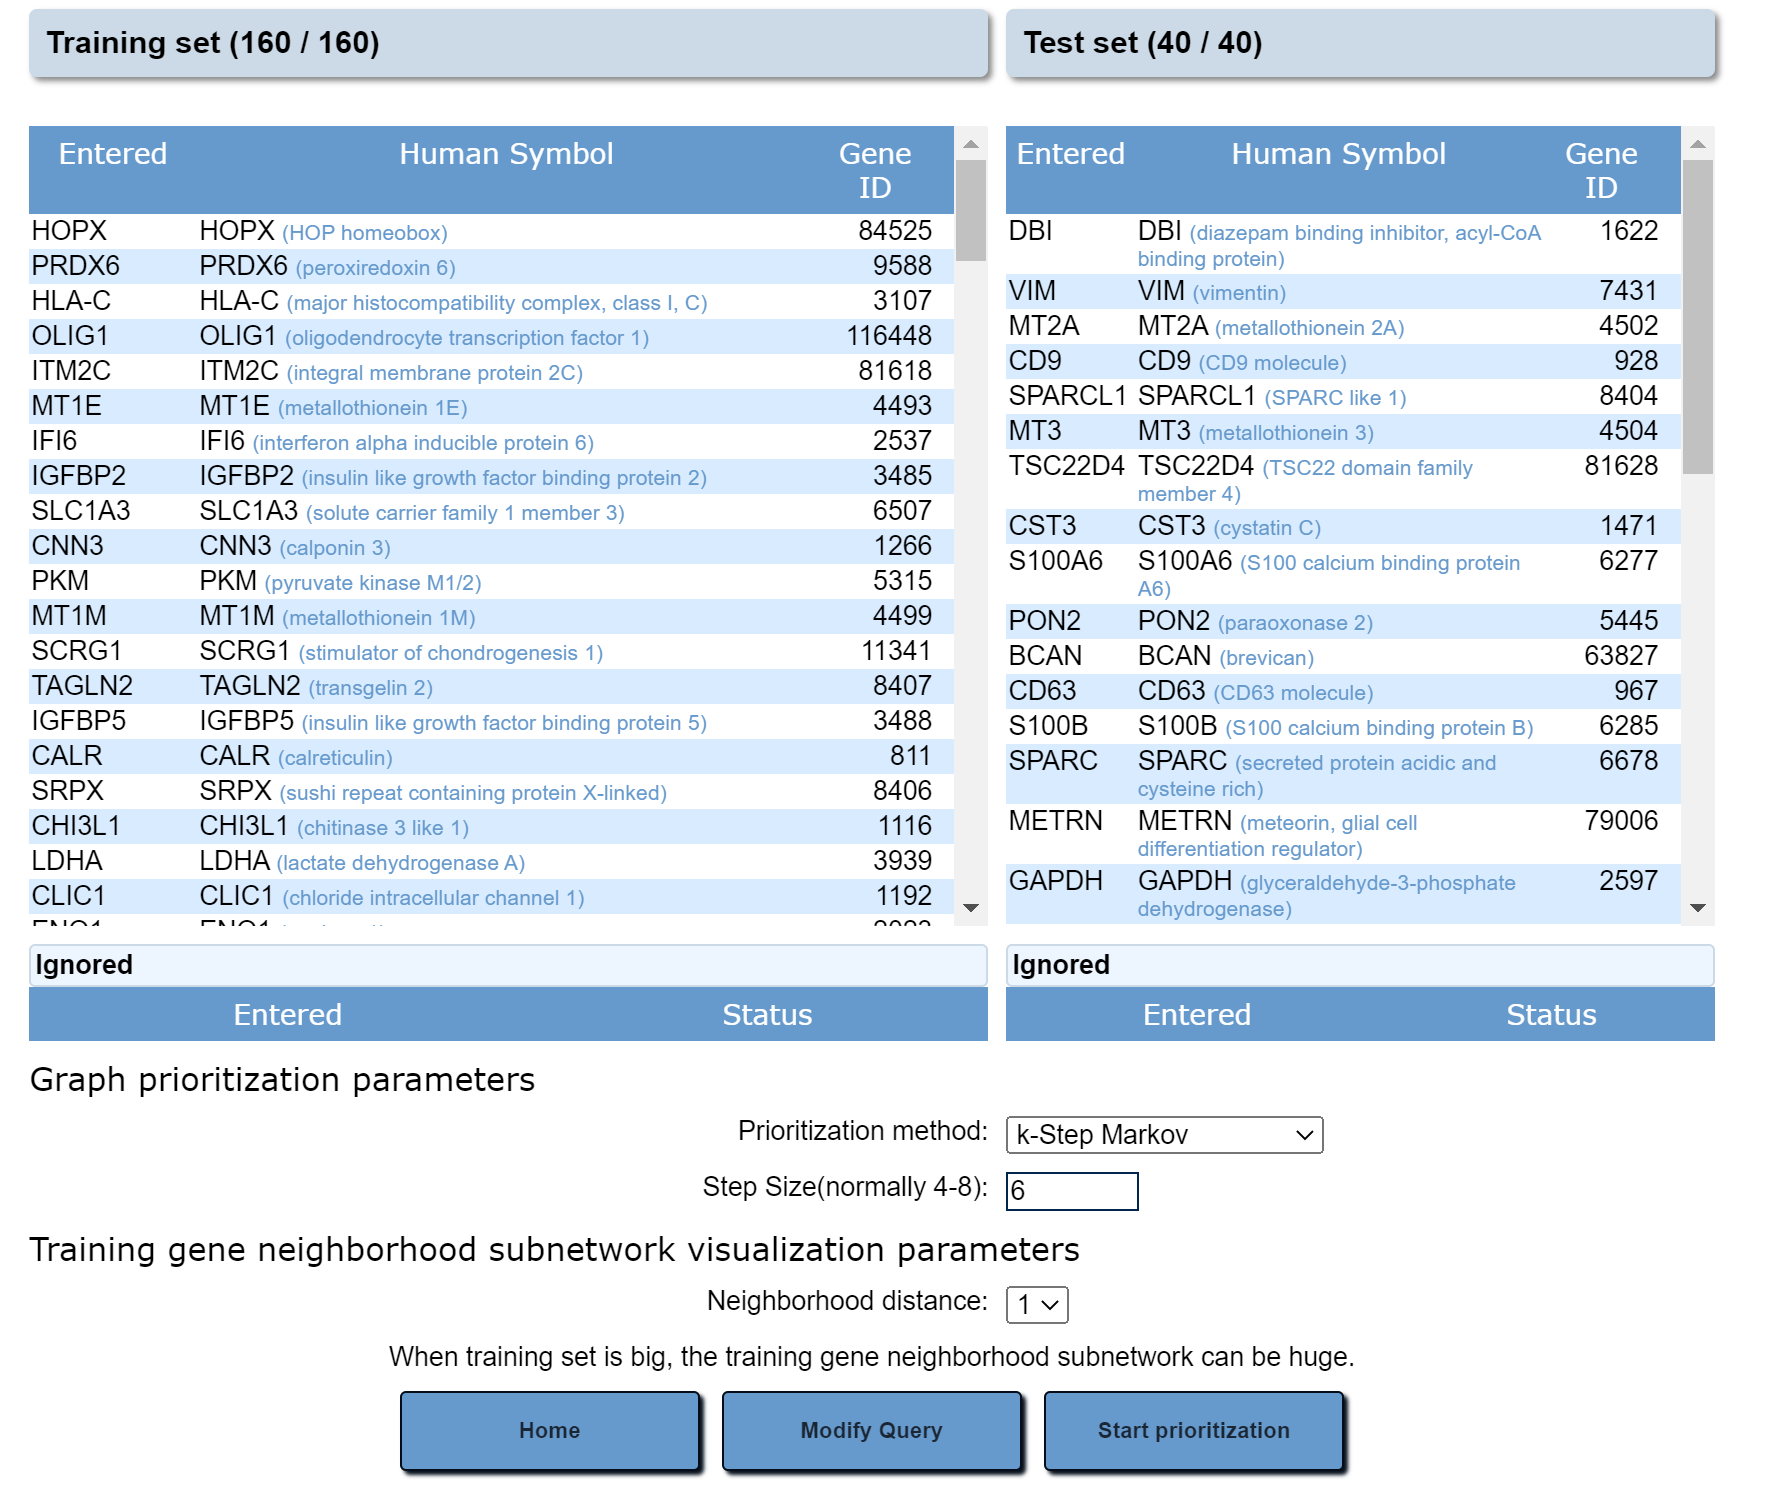 Training set (160 / 160)
Entered Human Symbol Gene
ID
HOPX HOPX (HOP homeobox) 84525
PRDX6 PRDX6 (peroxiredoxin 6) 9588
HLA-C HLA-C (major histocompatibility complex, class I, C) 3107
OLIG1 OLIG1 (oligodendrocyte transcription factor 1) 116448
ITM2C ITM2C (integral membrane protein 2C) 81618
MT1E MT1E (metallothionein 1E) 4493
IFI6 IFI6 (interferon alpha inducible protein 6) 2537
IGFBP2 IGFBP2 (insulin like growth factor binding protein 2) 3485
SLC1A3 SLC1A3 (solute carrier family 1 member 3) 6507
CNN3 CNN3 (calponin 3) 1266
PKM PKM (pyruvate kinase M1/2) 5315
MT1M MT1M (metallothionein 1M) 4499
SCRG1 SCRG1 (stimulator of chondrogenesis 1) 11341
TAGLN2 TAGLN2 (transgelin 2) 8407
IGFBP5 IGFBP5 (insulin like growth factor binding protein 5) 3488
CALR CALR (calreticulin) 811
SRPX SRPX (sushi repeat containing protein X-linked) 8406
CHI3L1 CHI3L1 (chitinase 3 like 1) 1116
LDHA LDHA (lactate dehydrogenase A) 3939
CLIC1 CLIC1 (chloride intracellular channel 1) 1192
Ignored
Entered Status
Test set (40 / 40)
Entered Human Symbol Gene
ID
DBI DBI (diazepam binding inhibitor, acyl-CoA 1622
binding protein)
VIM VIM (vimentin) 7431
MT2A MT2A (metallothionein 2A) 4502
CD9 CD9 (CD9 molecule) 928
SPARCL1 SPARCL1 (SPARC like 1) 8404
MT3 MT3 (metallothionein 3) 4504
TSC22D4 TSC22D4 (TSC22 domain family 81628
member 4)
CST3 CST3 (cystatin C) 1471
S100A6 S100A6 (S100 calcium binding protein 6277
A6)
PON2 PON2 (paraoxonase 2) 5445
BCAN BCAN (brevican) 63827
CD63 CD63 (CD63 molecule) 967
S100B S100B (S100 calcium binding protein B) 6285
SPARC SPARC (secreted protein acidic and 6678
cysteine rich)
METRN METRN (meteorin, glial cell 79006
differentiation regulator)
GAPDH GAPDH (glyceraldehyde-3-phosphate 2597
dehydrogenase)
Ignored
Entered Status
Graph prioritization parameters
Prioritization method: k-Step Markov
Step Size(normally 4-8): 6
Training gene neighborhood subnetwork visualization parameters
Neighborhood distance: 1
When training set is big, the training gene neighborhood subnetwork can be huge.
Home Modify Query Start prioritization